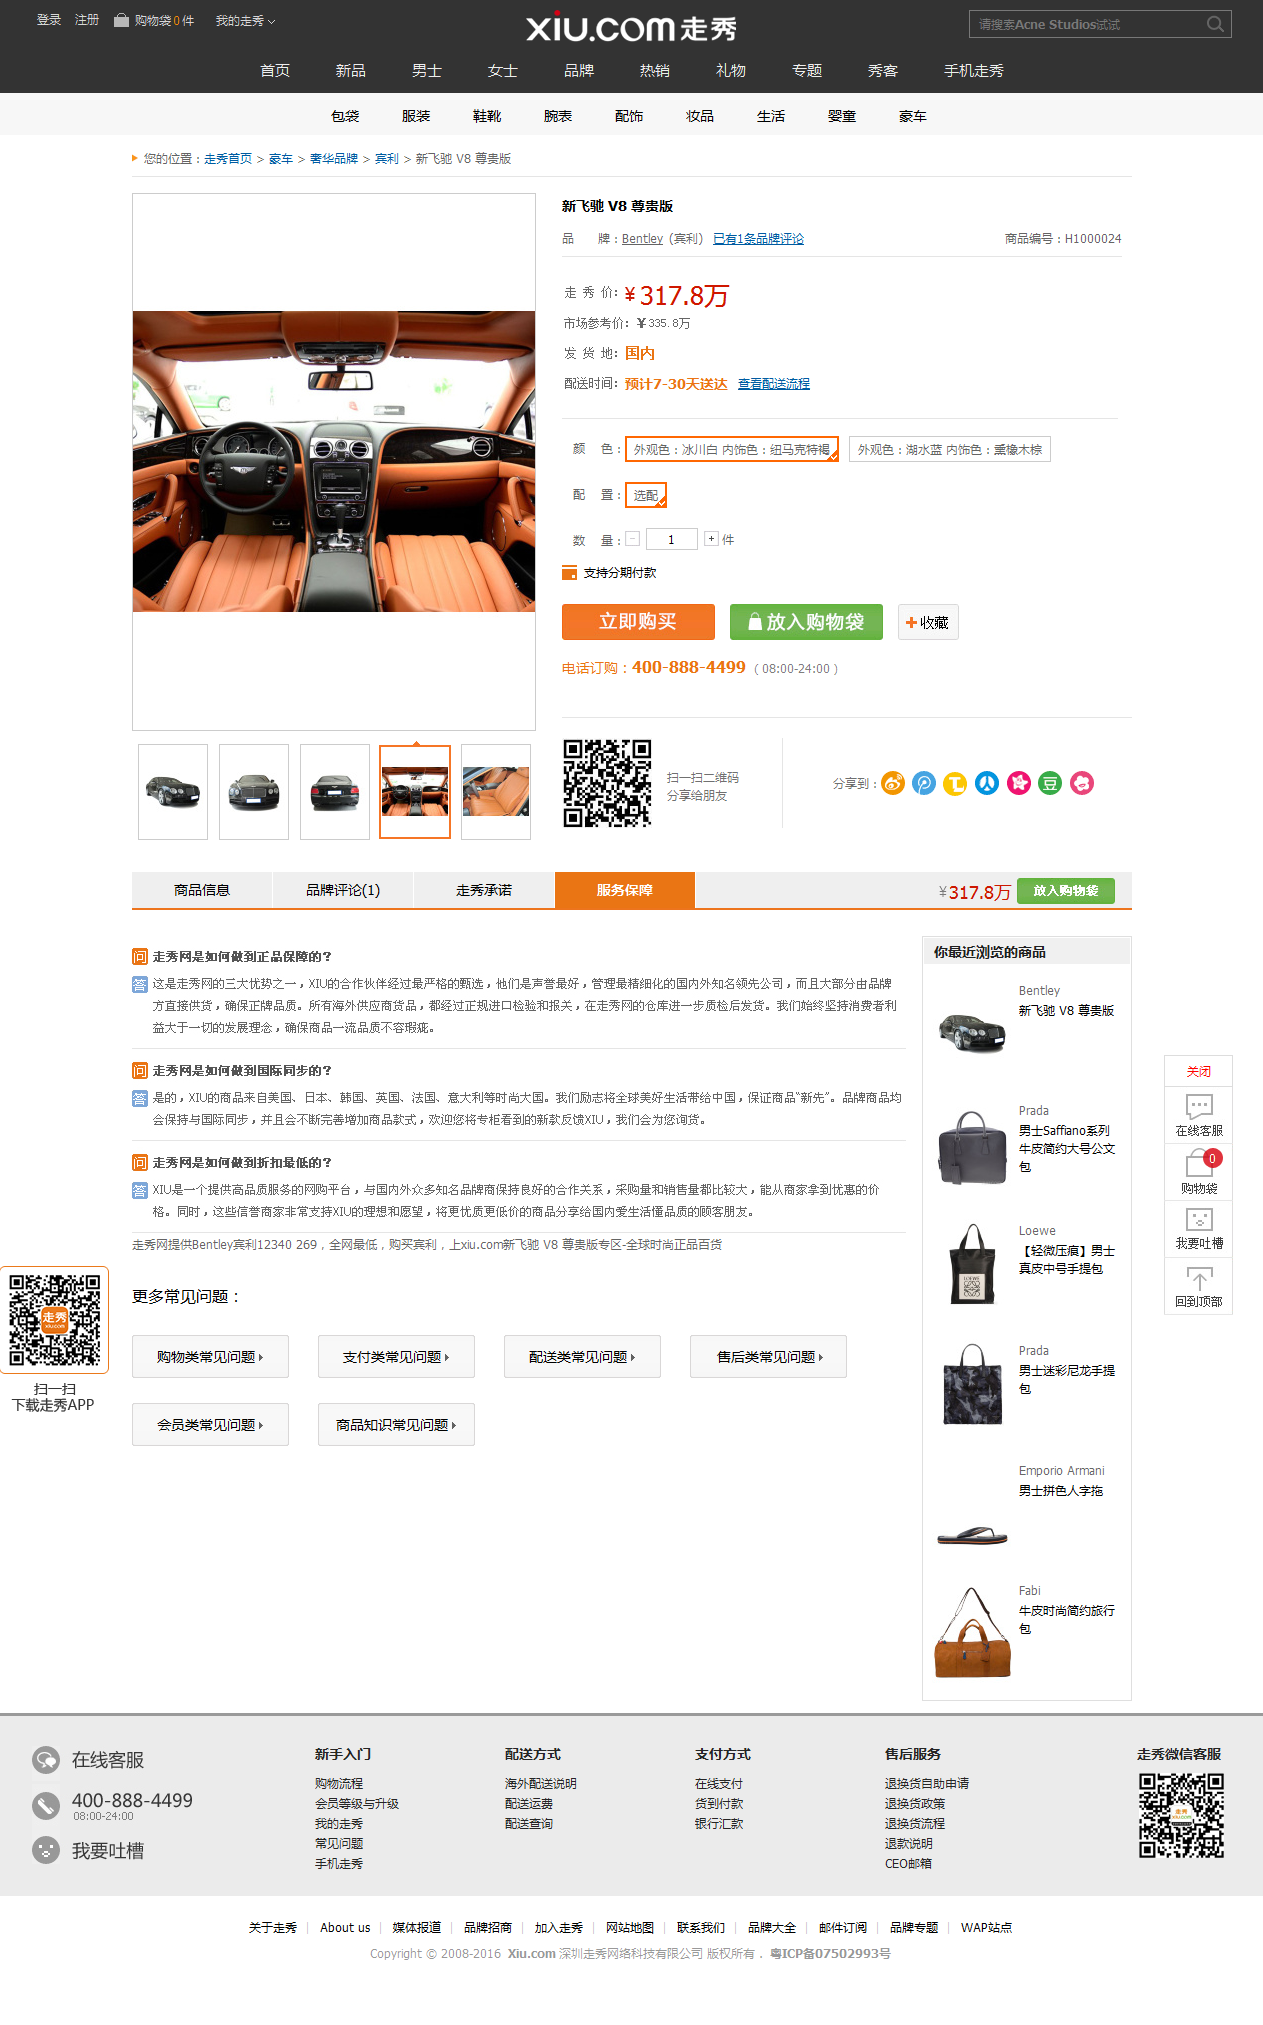 登录 注册 购物袋 0 件 我的走秀
xiu.com走秀
请搜索Acne Studios试试
首页 新品 男士 女士 品牌 热销 礼物 专题 秀客 手机走秀
包袋 服装 鞋靴 腕表 配饰 妆品 生活 婴童 豪车
您的位置：走秀首页 > 豪车 > 奢华品牌 > 宾利 > 新飞驰 V8 尊贵版
新飞驰 V8 尊贵版
品 牌：Bentley (宾利) 已有1条品牌评论 商品编号：H1000024
走 秀 价: ¥ 317.8万
市场参考价: ¥335.8万
发 货 地: 国内
配送时间: 预计7-30天送达 查看配送流程
颜 色：外观色：冰川白 内饰色：纽马克特褐 外观色：湖水蓝 内饰色：熏橡木棕
配 置：选配
数 量： - 1 + 件
支持分期付款
立即购买 放入购物袋 +收藏
电话订购：400-888-4499 ( 08:00-24:00 )
扫一扫二维码
分享给朋友
分享到：
商品信息 品牌评论(1) 走秀承诺 服务保障 ¥317.8万 放入购物袋
问 走秀网是如何做到正品保障的？
答 这是走秀网的三大优势之一，XIU的合作伙伴经过最严格的甄选，他们是声誉最好，管理最精细化的国内外知名领先公司，而且大部分由品牌
方直接供货，确保正牌品质。所有海外供应商货品，都经过正规进口检验和报关，在走秀网的仓库进一步质检后发货。我们始终坚持消费者利
益大于一切的发展理念，确保商品一流品质不容瑕疵。
问 走秀网是如何做到国际同步的？
答 是的，XIU的商品来自美国、日本、韩国、英国、法国、意大利等时尚大国。我们励志将全球美好生活带给中国，保证商品“新先”。品牌商品均
会保持与国际同步，并且会不断完善增加商品款式，欢迎您将专柜看到的新款反馈XIU，我们会为您询货。
问 走秀网是如何做到折扣最低的？
答 XIU是一个提供高品质服务的网购平台，与国内外众多知名品牌商保持良好的合作关系，采购量和销售量都比较大，能从商家拿到优惠的价
格。同时，这些信誉商家非常支持XIU的理想和愿望，将更优质更低价的商品分享给国内爱生活懂品质的顾客朋友。
走秀网提供Bentley宾利12340 269，全网最低，购买宾利，上xiu.com新飞驰 V8 尊贵版专区-全球时尚正品百货
更多常见问题：
购物类常见问题 支付类常见问题 配送类常见问题 售后类常见问题
会员类常见问题 商品知识常见问题
走秀
xiu.com
扫一扫
下载走秀APP
你最近浏览的商品
Bentley
新飞驰 V8 尊贵版
Prada
男士Saffiano系列
牛皮简约大号公文
包
Loewe
【轻微压痕】男士
真皮中号手提包
LOEWE
Prada
男士迷彩尼龙手提
包
Emporio Armani
男士拼色人字拖
Fabi
牛皮时尚简约旅行
包
关闭
在线客服
0
购物袋
我要吐槽
回到顶部
在线客服
400-888-4499
08:00-24:00
我要吐槽
新手入门
购物流程
会员等级与升级
我的走秀
常见问题
手机走秀
配送方式
海外配送说明
配送运费
配送查询
支付方式
在线支付
货到付款
银行汇款
售后服务
退换货自助申请
退换货政策
退换货流程
退款说明
CEO邮箱
走秀微信客服
走秀
xiu.com
关于走秀 About us 媒体报道 品牌招商 加入走秀 网站地图 联系我们 品牌大全 邮件订阅 品牌专题 WAP站点
Copyright © 2008-2016 Xiu.com 深圳走秀网络科技有限公司 版权所有． 粤ICP备07502993号